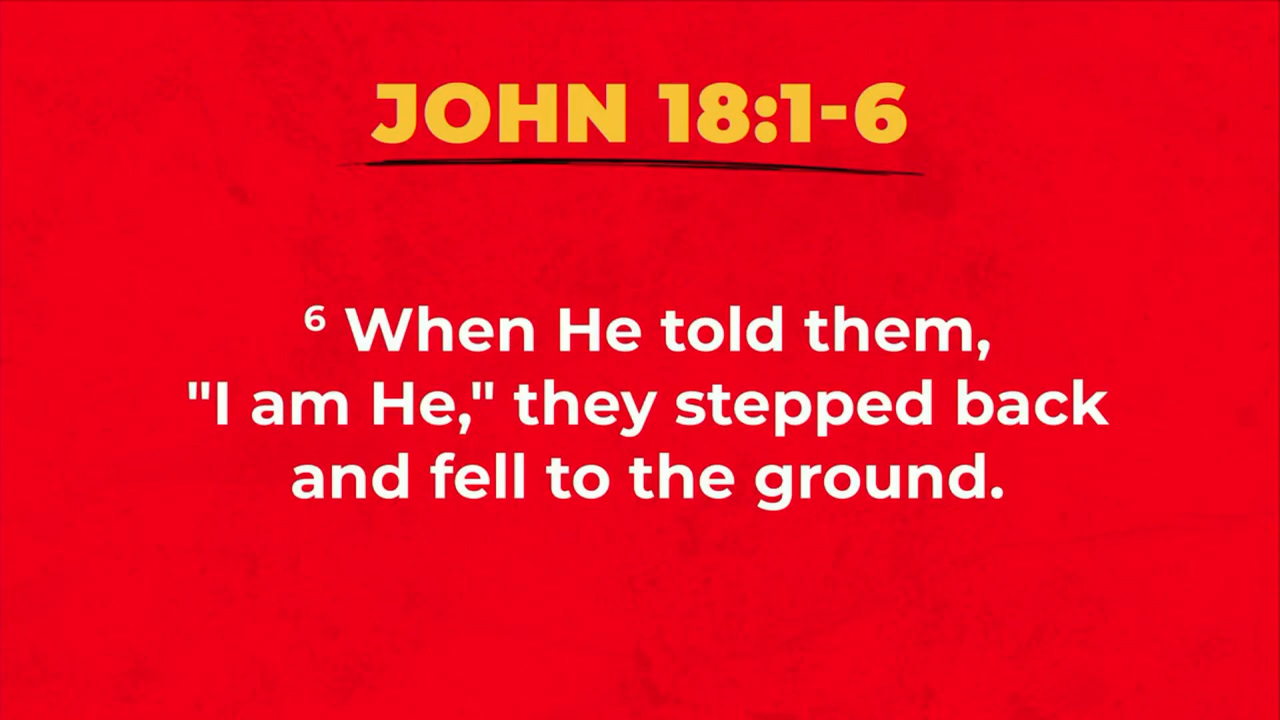 JOHN 18:1-6
⁶ When He told them,
"I am He," they stepped back
and fell to the ground.